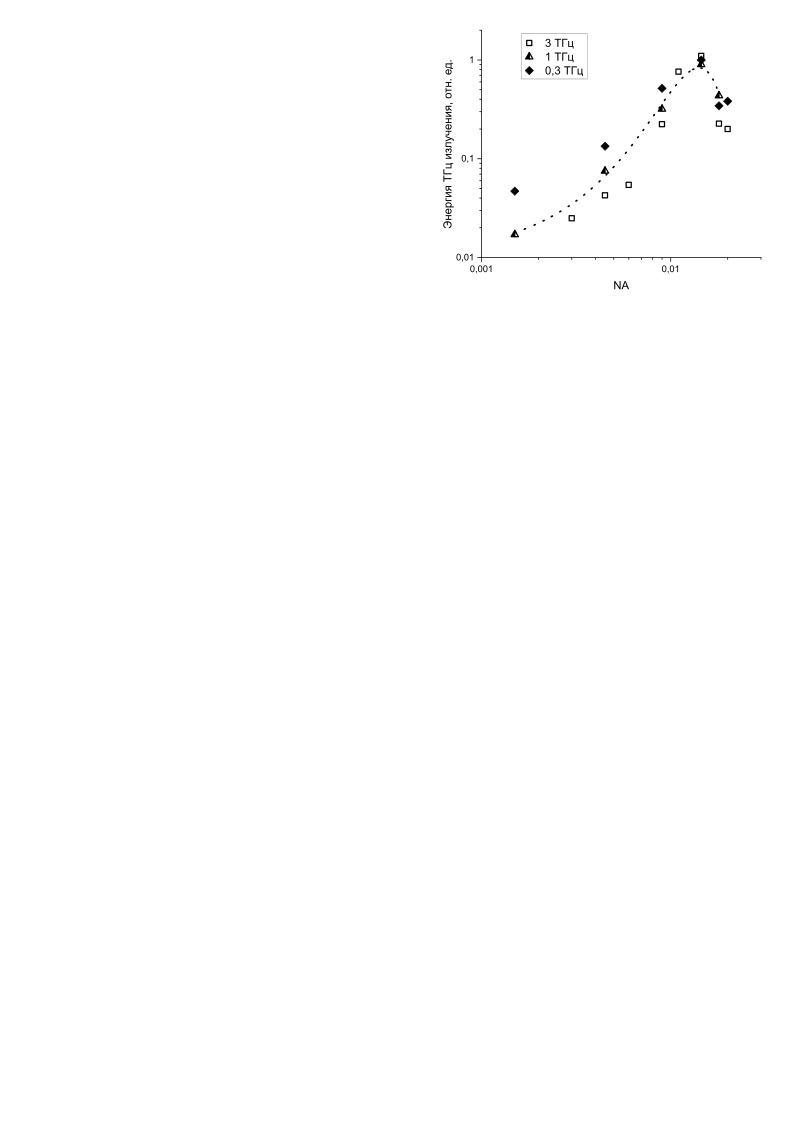 3 ТГц
1 ТГц
0,3 ТГц
Энергия ТГц излучения, отн. ед.
1
0,1
0,01
0,001
0,01
NA